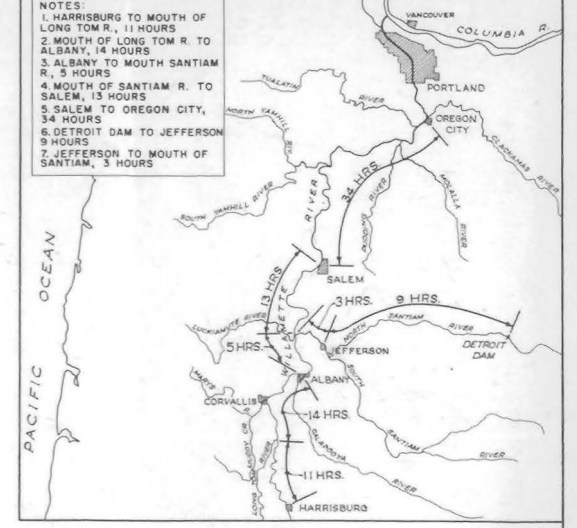 NOTES:
1. HARRISBURG TO MOUTH OF
LONG TOM R., 11 HOURS
2. MOUTH OF LONG TOM R. TO
ALBANY, 14 HOURS
3. ALBANY TO MOUTH SANTIAM
R., 5 HOURS
4. MOUTH OF SANTIAM R. TO
SALEM, 13 HOURS
5. SALEM TO OREGON CITY,
34 HOURS
6. DETROIT DAM TO JEFFERSON
9 HOURS
7. JEFFERSON TO MOUTH OF
SANTIAM, 3 HOURS
VANCOUVER
COLUMBIA R.
PORTLAND
TUALATIN
RIVER
OREGON
CITY
NORTH YAMHILL RIV.
CLACKAMAS RIVER
34 HRS.
MOLALLA
RIVER
PUDDING RIVER
SOUTH YAMHILL RIVER
RIVER
PACIFIC OCEAN
SALEM
13 HRS
WILLAMETTE
3 HRS.
9 HRS.
LUCKIAMUTE RIVER
NORTH SANTIAM RIVER
DETROIT
DAM
5 HRS.
JEFFERSON
SOUTH SANTIAM RIVER
MARYS R.
ALBANY
CORVALLIS
14 HRS.
CALAPOOYA RIVER
LONG TOM RIVER
11 HRS.
HARRISBURG